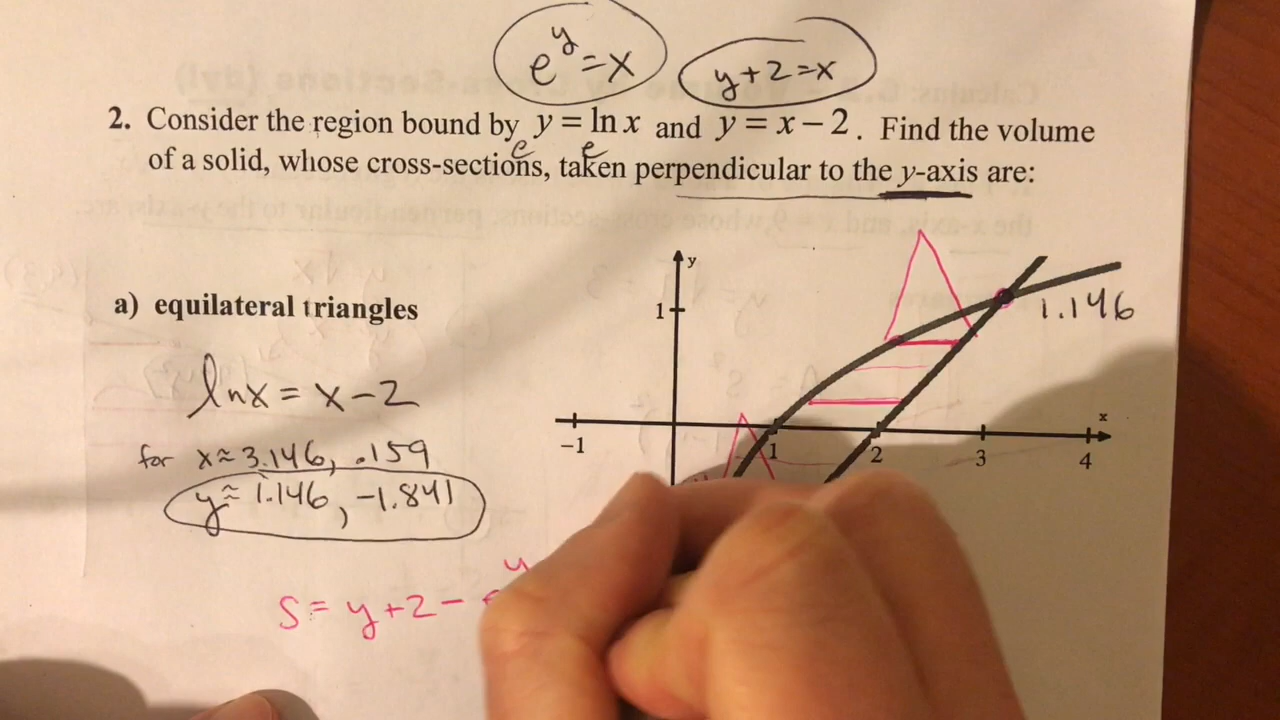 e^y = x   y + 2 = x
2. Consider the region bound by y = ln x and y = x − 2. Find the volume
e e
of a solid, whose cross-sections, taken perpendicular to the y-axis are:
y
a) equilateral triangles
1
1.146
ln x = x − 2
x
−1 1 2 3 4
for x ≈ 3.146, .159
y ≈ 1.146, −1.841
S = y + 2 −